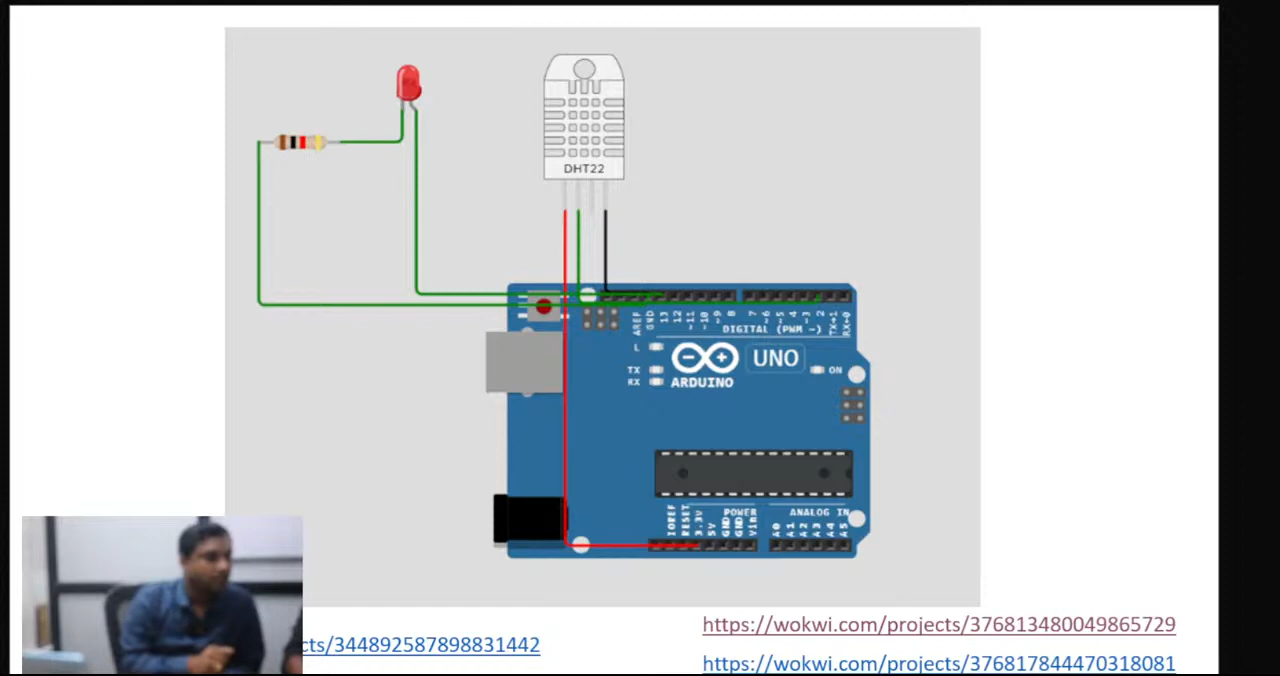 DHT22
AREF
GND
13
12
~11
~10
~9
8
7
~6
~5
4
~3
2
TX→1
RX←0
DIGITAL (PWM ~)
L
TX
RX
UNO
ON
ARDUINO
IOREF
RESET
3.3V
5V
GND
GND
Vin
POWER
ANALOG IN
A0
A1
A2
A3
A4
A5
cts/344892587898831442
https://wokwi.com/projects/376813480049865729
https://wokwi.com/projects/376817844470318081